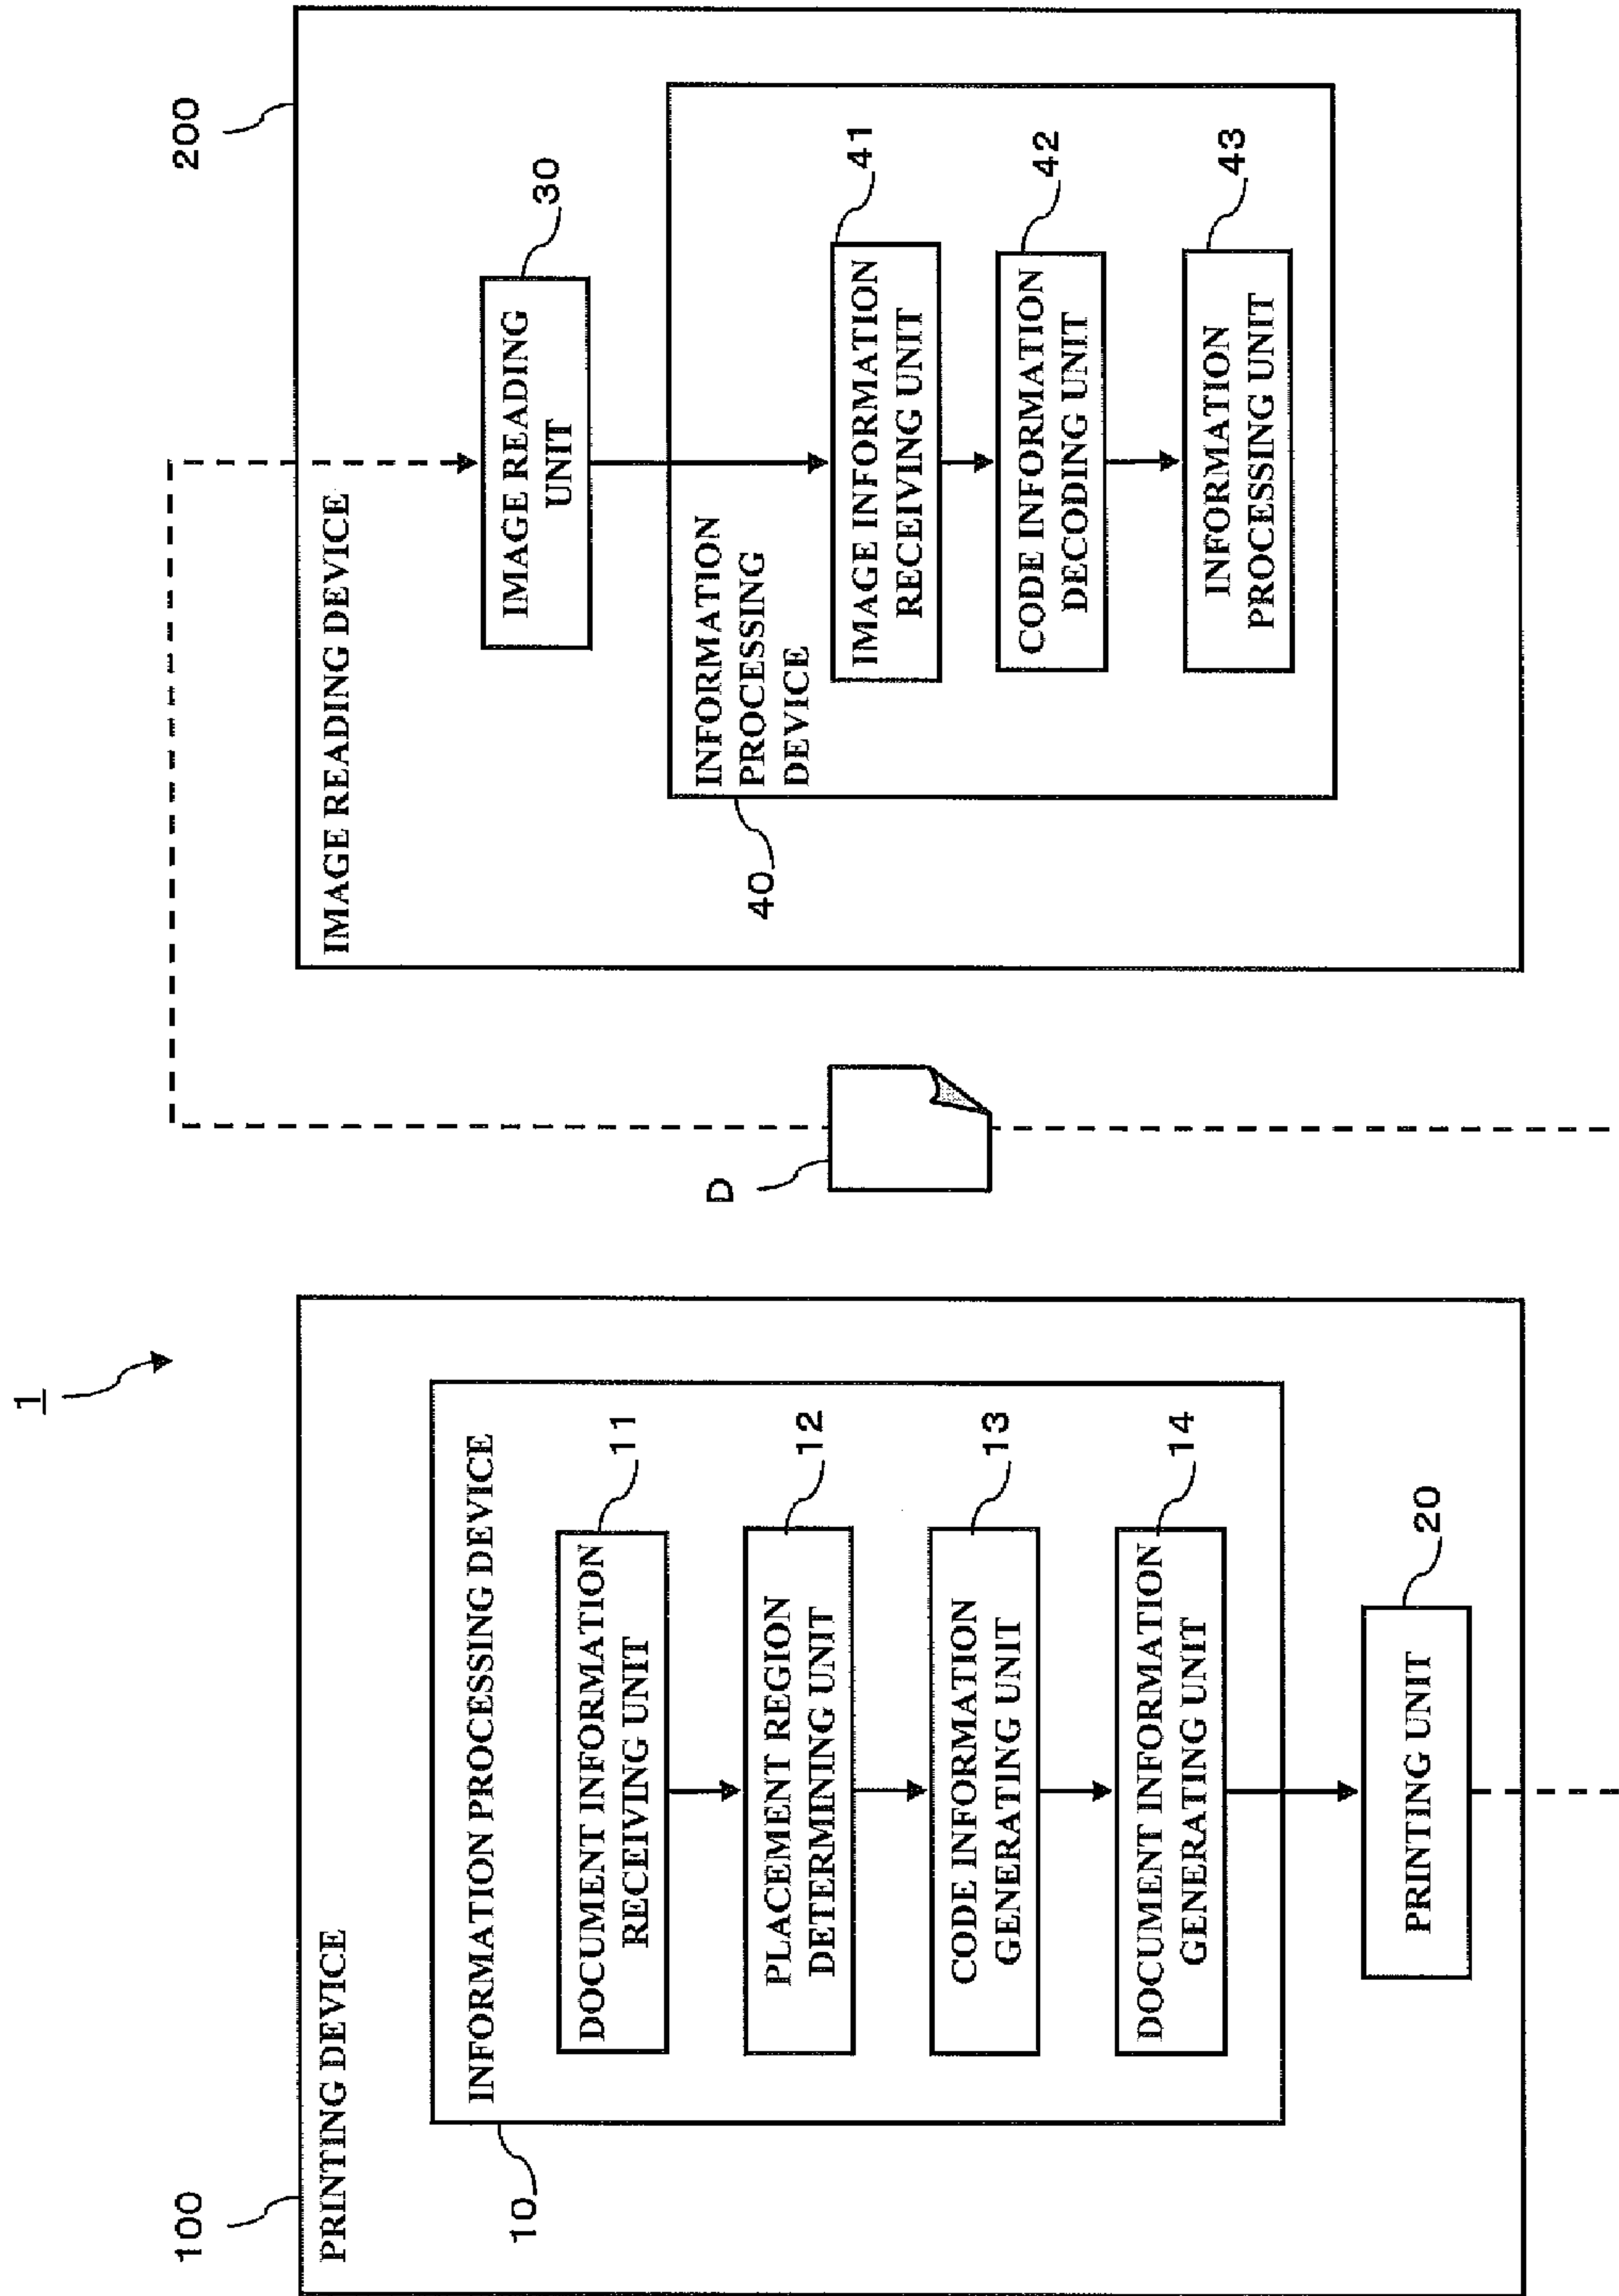 1
100
PRINTING DEVICE
10
INFORMATION PROCESSING DEVICE
DOCUMENT INFORMATION
RECEIVING UNIT
11
PLACEMENT REGION
DETERMINING UNIT
12
CODE INFORMATION
GENERATING UNIT
13
DOCUMENT INFORMATION
GENERATING UNIT
14
PRINTING UNIT
20
D
200
IMAGE READING DEVICE
IMAGE READING
UNIT
30
40
INFORMATION
PROCESSING
DEVICE
IMAGE INFORMATION
RECEIVING UNIT
41
CODE INFORMATION
DECODING UNIT
42
INFORMATION
PROCESSING UNIT
43